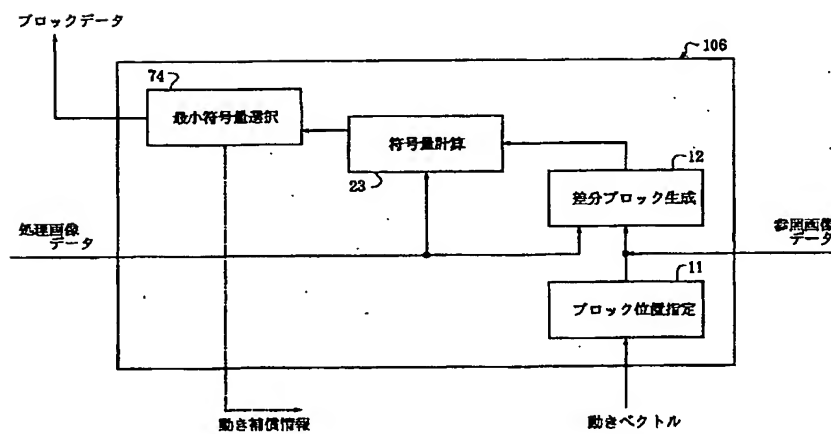 ブロックデータ
106
74
最小符号量選択
符号量計算
23
12
差分ブロック生成
処理画像
データ
参照画像
データ
11
ブロック位置指定
動き補償情報
動きベクトル